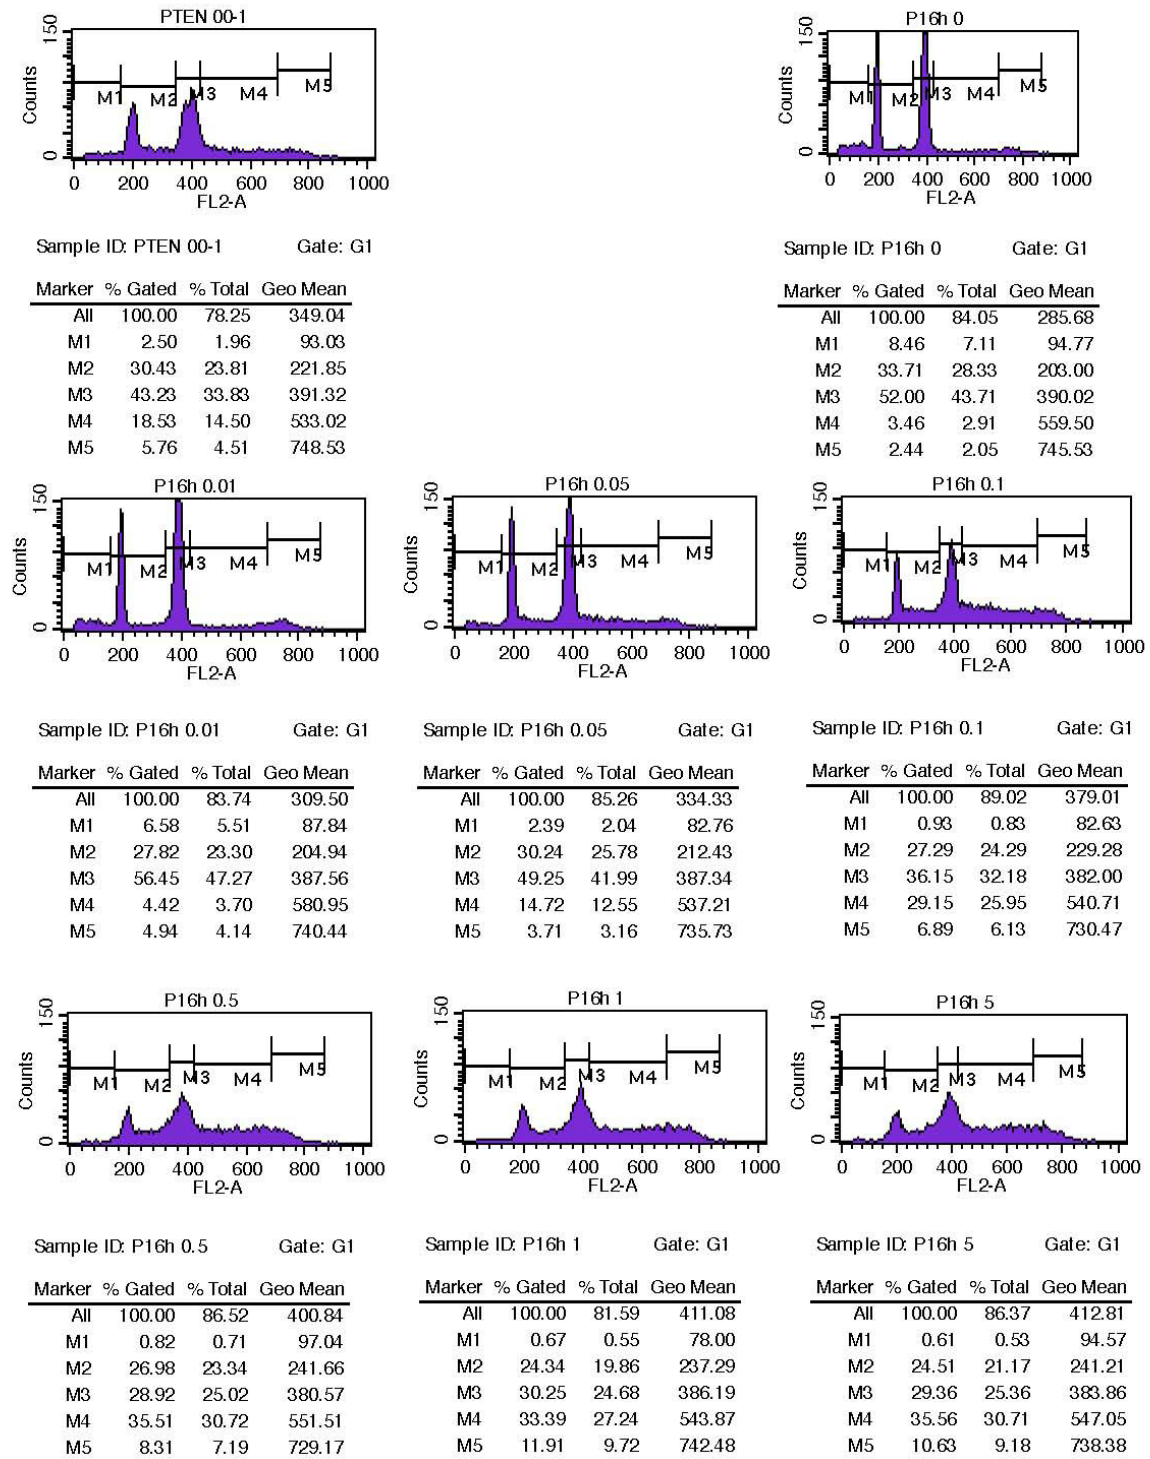 PTEN 00-1
150
Counts
0
M1 M2 M3 M4 M5
0 200 400 600 800 1000
FL2-A
Sample ID: PTEN 00-1 Gate: G1
Marker % Gated % Total Geo Mean
All 100.00 78.25 349.04
M1 2.50 1.96 93.03
M2 30.43 23.81 221.85
M3 43.23 33.83 391.32
M4 18.53 14.50 533.02
M5 5.76 4.51 748.53
P16h 0
150
Counts
0
M1 M2 M3 M4 M5
0 200 400 600 800 1000
FL2-A
Sample ID: P16h 0 Gate: G1
Marker % Gated % Total Geo Mean
All 100.00 84.05 285.68
M1 8.46 7.11 94.77
M2 33.71 28.33 203.00
M3 52.00 43.71 390.02
M4 3.46 2.91 559.50
M5 2.44 2.05 745.53
P16h 0.01
150
Counts
0
M1 M2 M3 M4 M5
0 200 400 600 800 1000
FL2-A
Sample ID: P16h 0.01 Gate: G1
Marker % Gated % Total Geo Mean
All 100.00 83.74 309.50
M1 6.58 5.51 87.84
M2 27.82 23.30 204.94
M3 56.45 47.27 387.56
M4 4.42 3.70 580.95
M5 4.94 4.14 740.44
P16h 0.05
150
Counts
0
M1 M2 M3 M4 M5
0 200 400 600 800 1000
FL2-A
Sample ID: P16h 0.05 Gate: G1
Marker % Gated % Total Geo Mean
All 100.00 85.26 334.33
M1 2.39 2.04 82.76
M2 30.24 25.78 212.43
M3 49.25 41.99 387.34
M4 14.72 12.55 537.21
M5 3.71 3.16 735.73
P16h 0.1
150
Counts
0
M1 M2 M3 M4 M5
0 200 400 600 800 1000
FL2-A
Sample ID: P16h 0.1 Gate: G1
Marker % Gated % Total Geo Mean
All 100.00 89.02 379.01
M1 0.93 0.83 82.63
M2 27.29 24.29 229.28
M3 36.15 32.18 382.00
M4 29.15 25.95 540.71
M5 6.89 6.13 730.47
P16h 0.5
150
Counts
0
M1 M2 M3 M4 M5
0 200 400 600 800 1000
FL2-A
Sample ID: P16h 0.5 Gate: G1
Marker % Gated % Total Geo Mean
All 100.00 86.52 400.84
M1 0.82 0.71 97.04
M2 26.98 23.34 241.66
M3 28.92 25.02 380.57
M4 35.51 30.72 551.51
M5 8.31 7.19 729.17
P16h 1
150
Counts
0
M1 M2 M3 M4 M5
0 200 400 600 800 1000
FL2-A
Sample ID: P16h 1 Gate: G1
Marker % Gated % Total Geo Mean
All 100.00 81.59 411.08
M1 0.67 0.55 78.00
M2 24.34 19.86 237.29
M3 30.25 24.68 386.19
M4 33.39 27.24 543.87
M5 11.91 9.72 742.48
P16h 5
150
Counts
0
M1 M2 M3 M4 M5
0 200 400 600 800 1000
FL2-A
Sample ID: P16h 5 Gate: G1
Marker % Gated % Total Geo Mean
All 100.00 86.37 412.81
M1 0.61 0.53 94.57
M2 24.51 21.17 241.21
M3 29.36 25.36 383.86
M4 35.56 30.71 547.05
M5 10.63 9.18 738.38